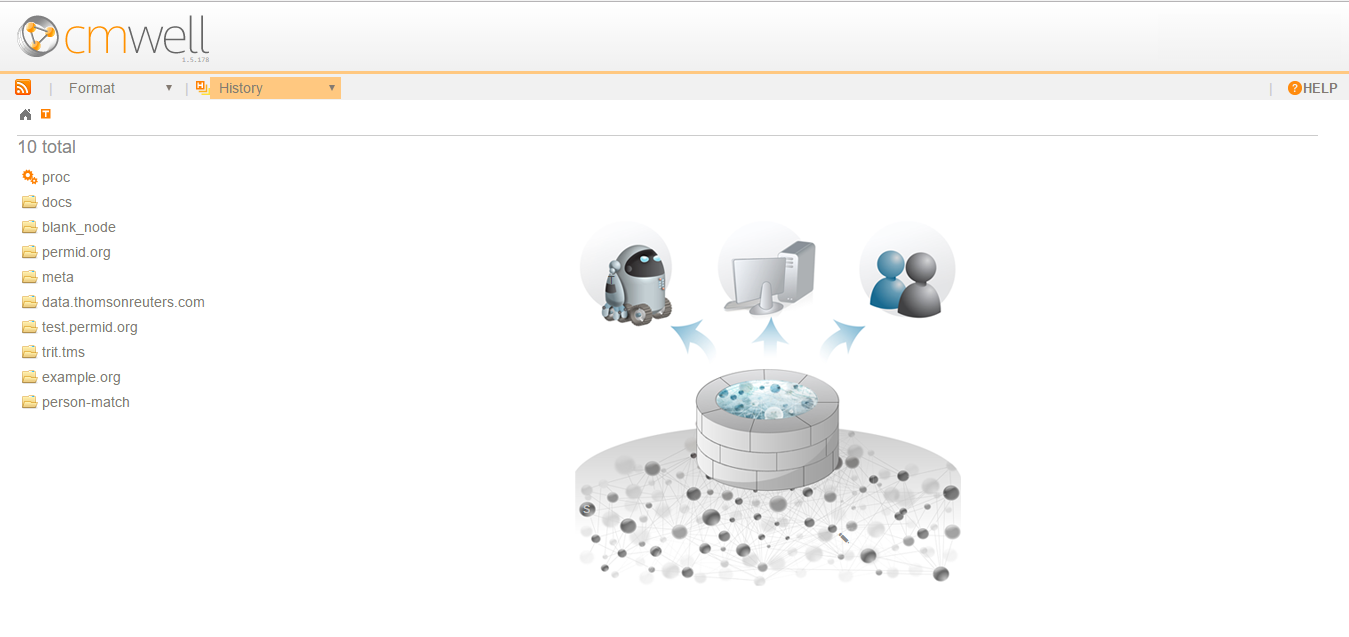 cmwell
1.5.178
Format ▼ History ▼ ? HELP
T
10 total
proc
docs
blank_node
permid.org
meta
data.thomsonreuters.com
test.permid.org
trit.tms
example.org
person-match
S